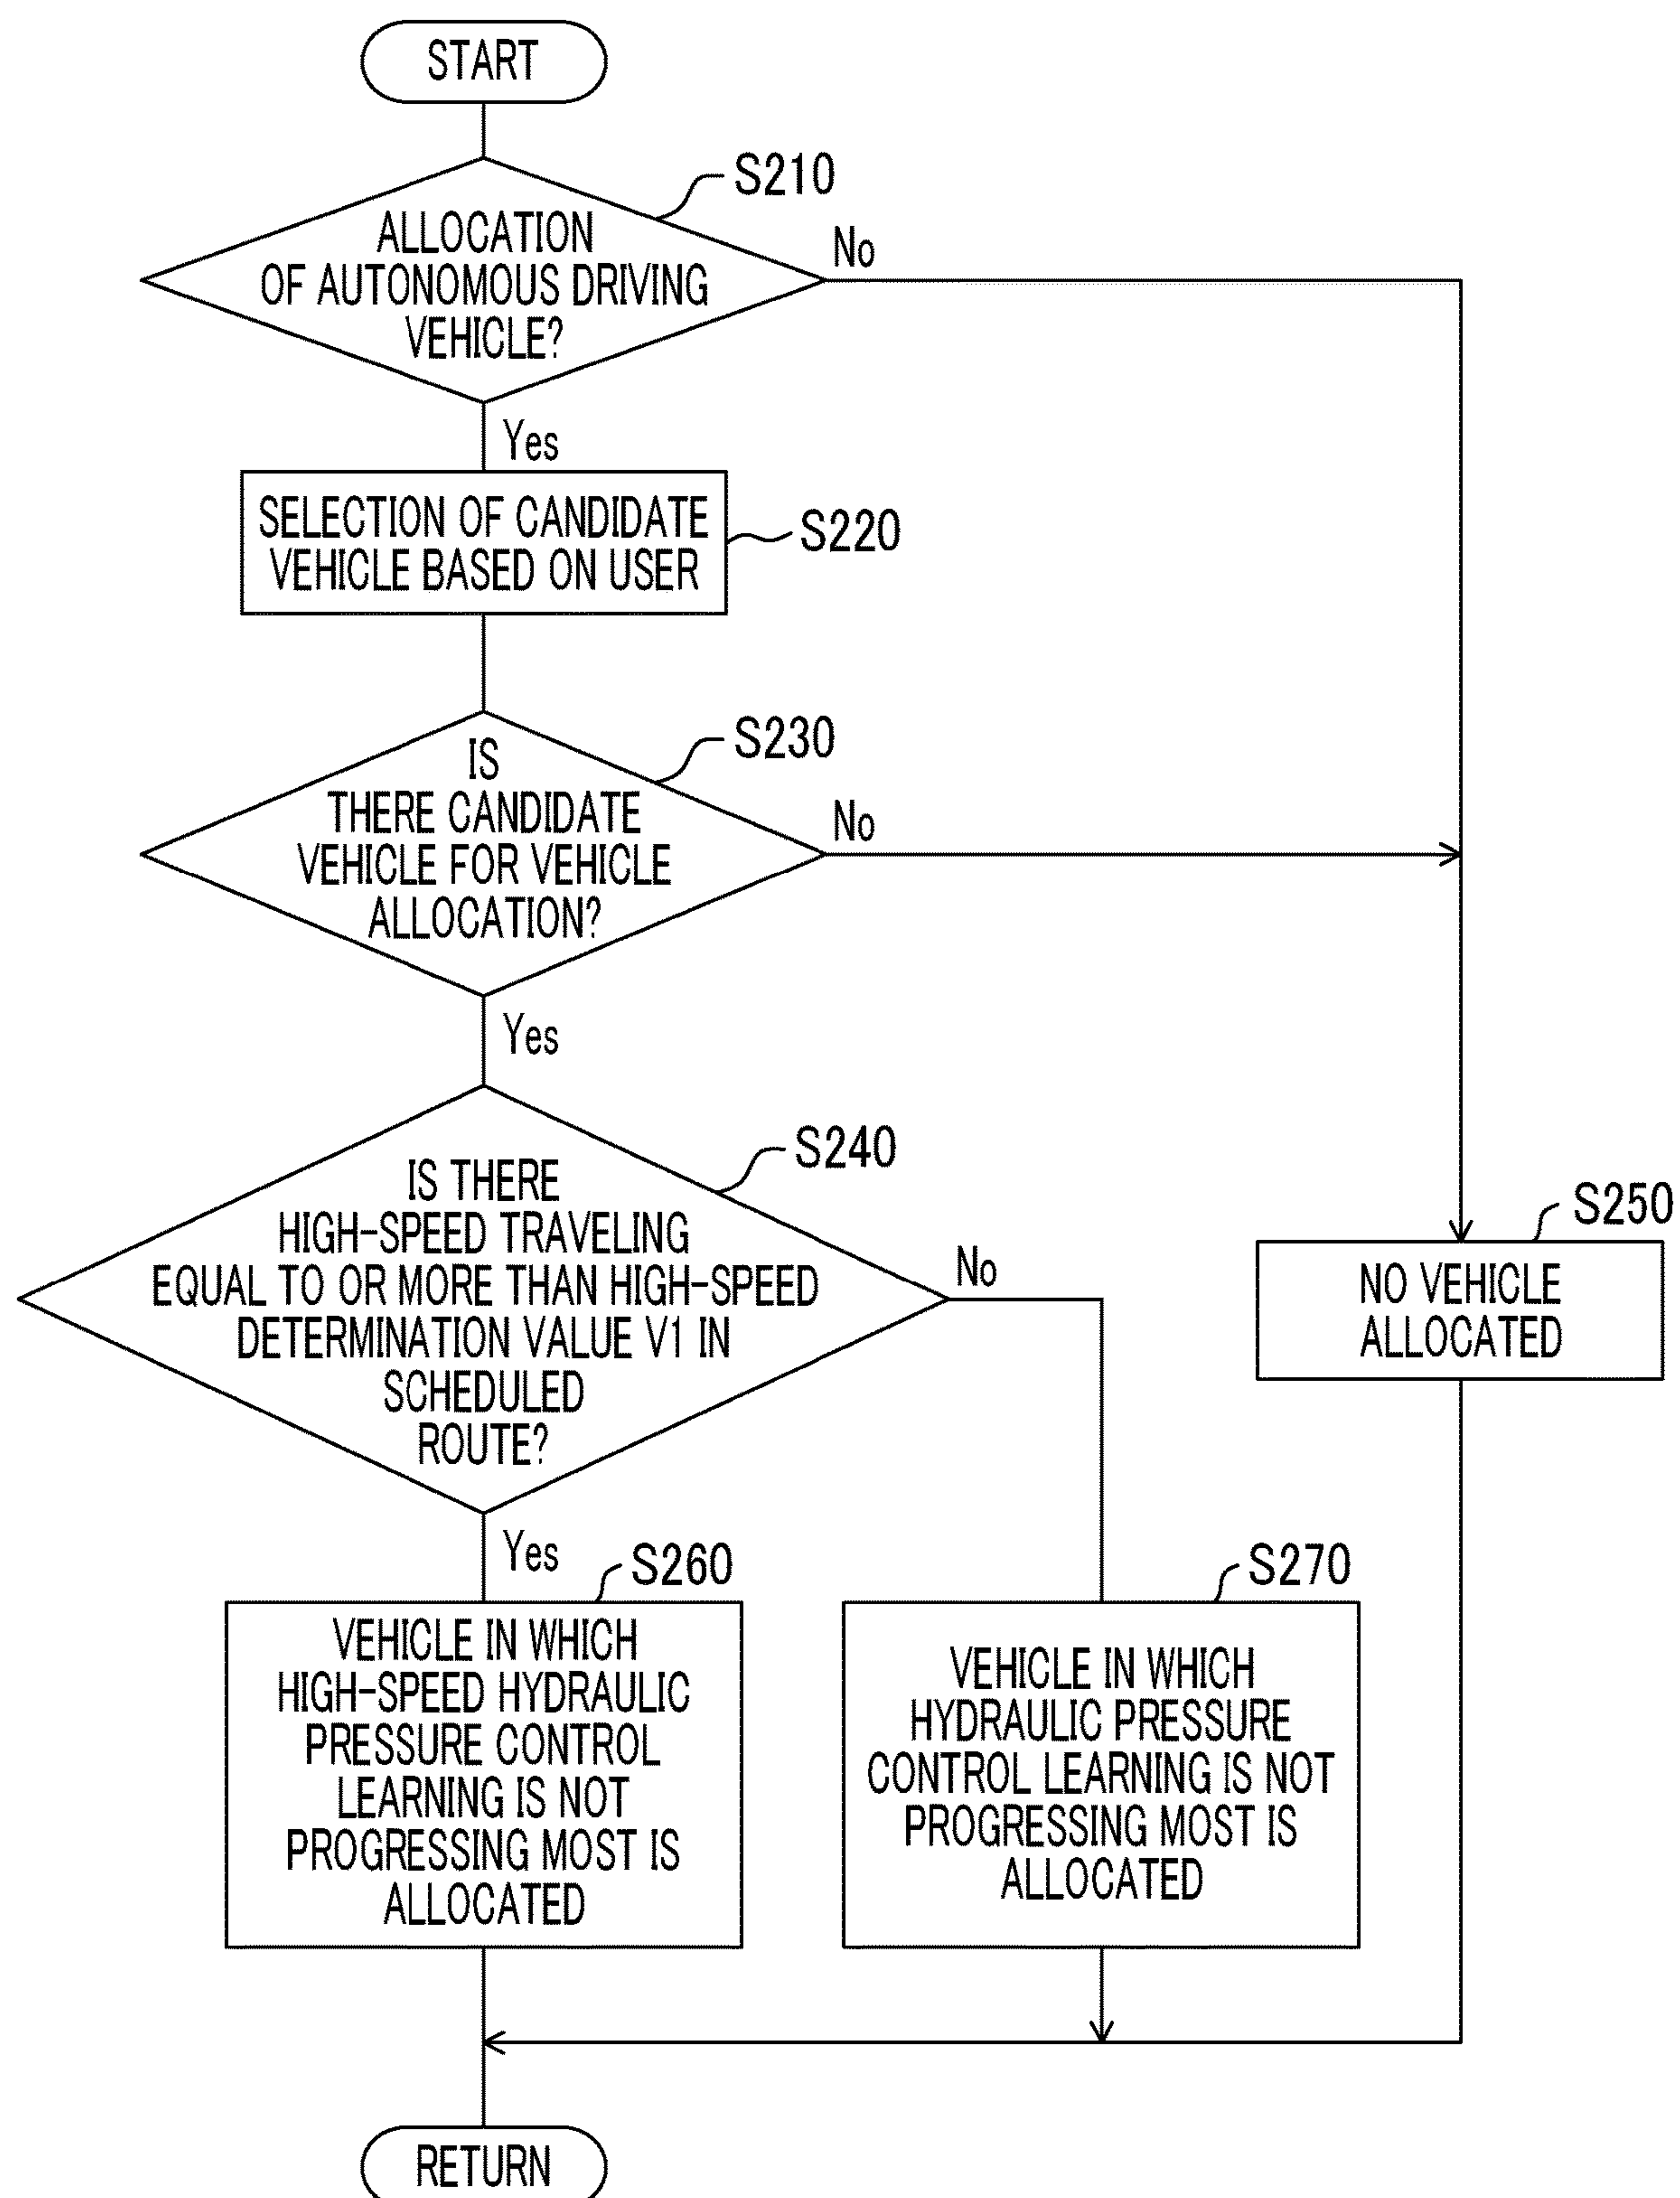 START
S210
ALLOCATION
OF AUTONOMOUS DRIVING
VEHICLE?
No
Yes
SELECTION OF CANDIDATE
VEHICLE BASED ON USER
S220
S230
IS
THERE CANDIDATE
VEHICLE FOR VEHICLE
ALLOCATION?
No
Yes
S240
IS THERE
HIGH-SPEED TRAVELING
EQUAL TO OR MORE THAN HIGH-SPEED
DETERMINATION VALUE V1 IN
SCHEDULED
ROUTE?
No
S250
NO VEHICLE
ALLOCATED
Yes
S260
VEHICLE IN WHICH
HIGH-SPEED HYDRAULIC
PRESSURE CONTROL
LEARNING IS NOT
PROGRESSING MOST IS
ALLOCATED
S270
VEHICLE IN WHICH
HYDRAULIC PRESSURE
CONTROL LEARNING IS NOT
PROGRESSING MOST IS
ALLOCATED
RETURN